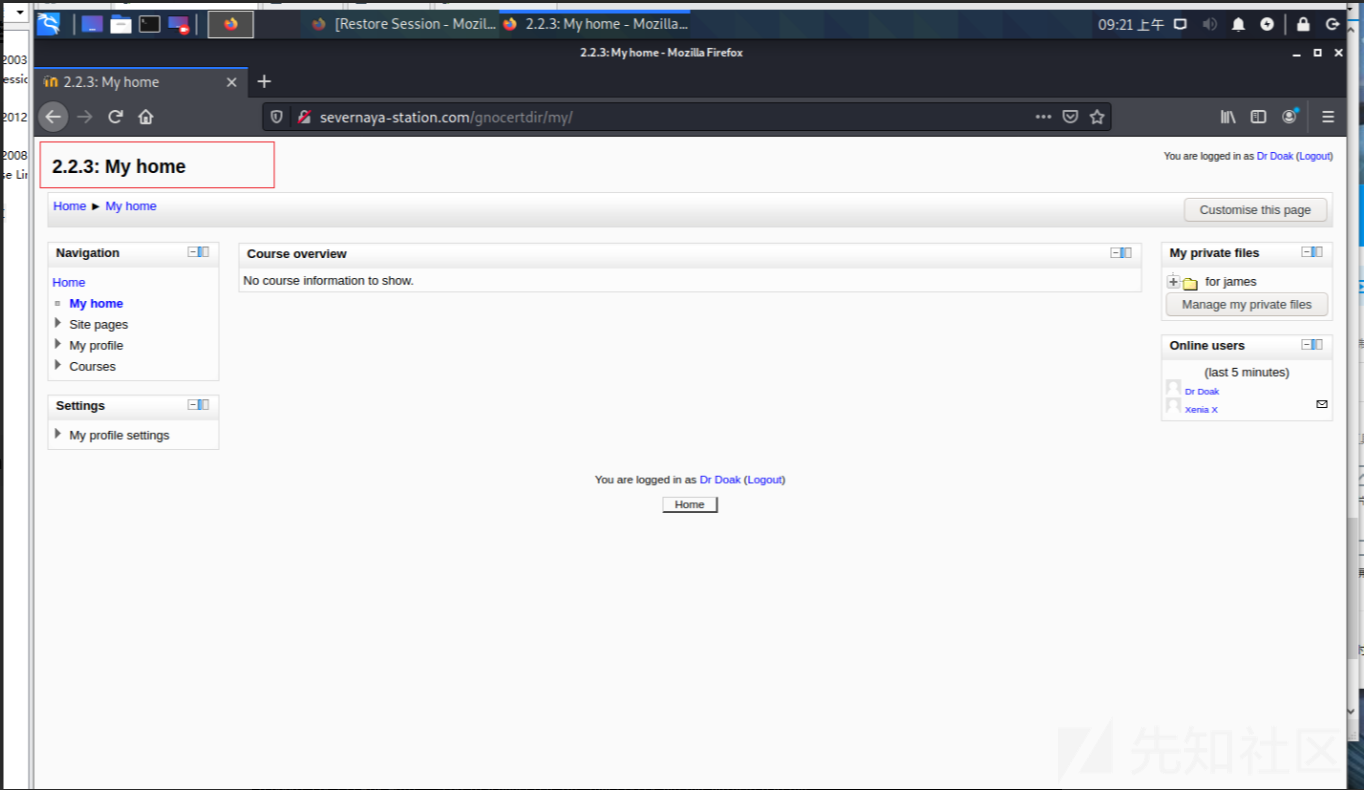 [Restore Session - Mozil...
2.2.3: My home - Mozilla...
09:21 上午
2.2.3: My home - Mozilla Firefox
2.2.3: My home
severnaya-station.com/gnocertdir/my/
2003
essic
2012
2008
se Lir
2.2.3: My home
You are logged in as Dr Doak (Logout)
Home ► My home
Customise this page
Navigation
Home
My home
Site pages
My profile
Courses
Settings
My profile settings
Course overview
No course information to show.
My private files
for james
Manage my private files
Online users
(last 5 minutes)
Dr Doak
Xenia X
You are logged in as Dr Doak (Logout)
Home
先知社区